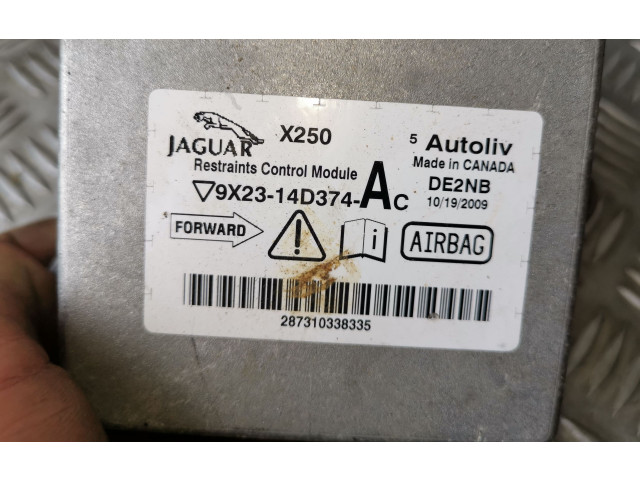 JAGUAR X250 5 Autoliv
Restraints Control Module Made in CANADA
9X23-14D374-AC DE2NB
10/19/2009
FORWARD ! i AIRBAG
287310338335